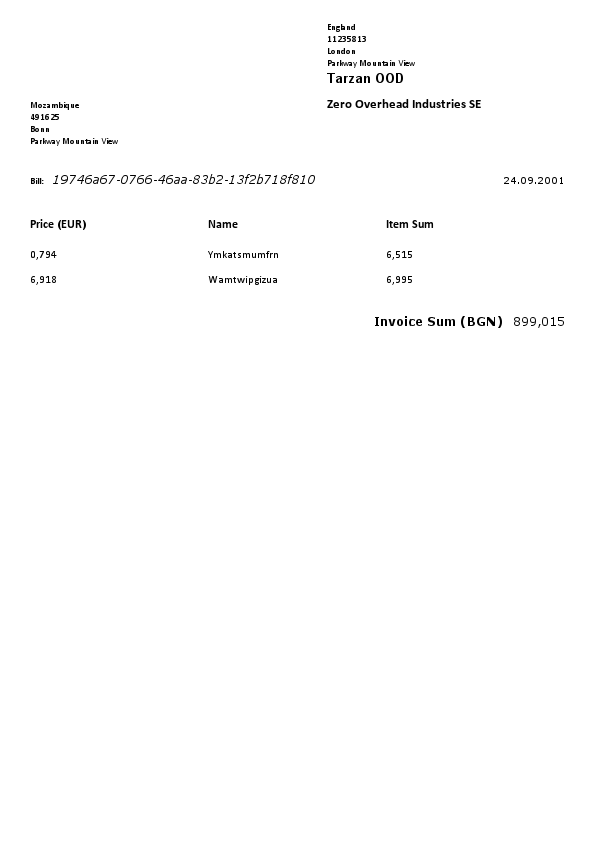 England
11235813
London
Parkway Mountain View
Tarzan OOD
Zero Overhead Industries SE
Mozambique
491625
Bonn
Parkway Mountain View
Bill: 19746a67-0766-46aa-83b2-13f2b718f810 24.09.2001
Price (EUR) Name Item Sum
0,794 Ymkatsmumfrn 6,515
6,918 Wamtwipgizua 6,995
Invoice Sum (BGN) 899,015